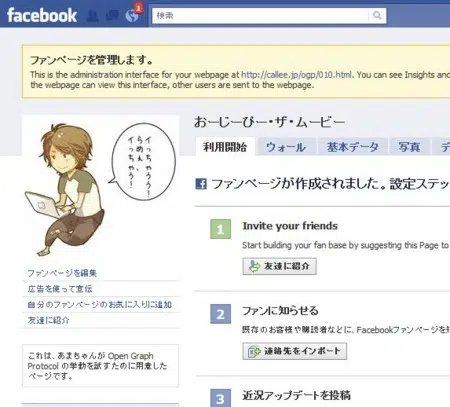 facebook
1
検索
ファンページを管理します。
This is the administration interface for your webpage at http://callee.jp/ogp/010.html. You can see Insights and
the webpage can view this interface, other users are sent to the webpage.
おーじーぴー・ザ・ムービー
利用開始 ウォール 基本データ 写真 デ
ファンページが作成されました。設定ステッ
イっちゃうう!
らめぇ、
イっちゃう!
1 Invite your friends
Start building your fan base by suggesting this Page to
友達に紹介
ファンページを編集
広告を使って宣伝
自分のファンページのお気に入りに追加
友達に紹介
2 ファンに知らせる
既存のお客様や購読者などに、Facebookファンページを
連絡先をインポート
これは、あまちゃんが Open Graph
Protocol の挙動を試すために用意した
ページです。
3 近況アップデートを投稿